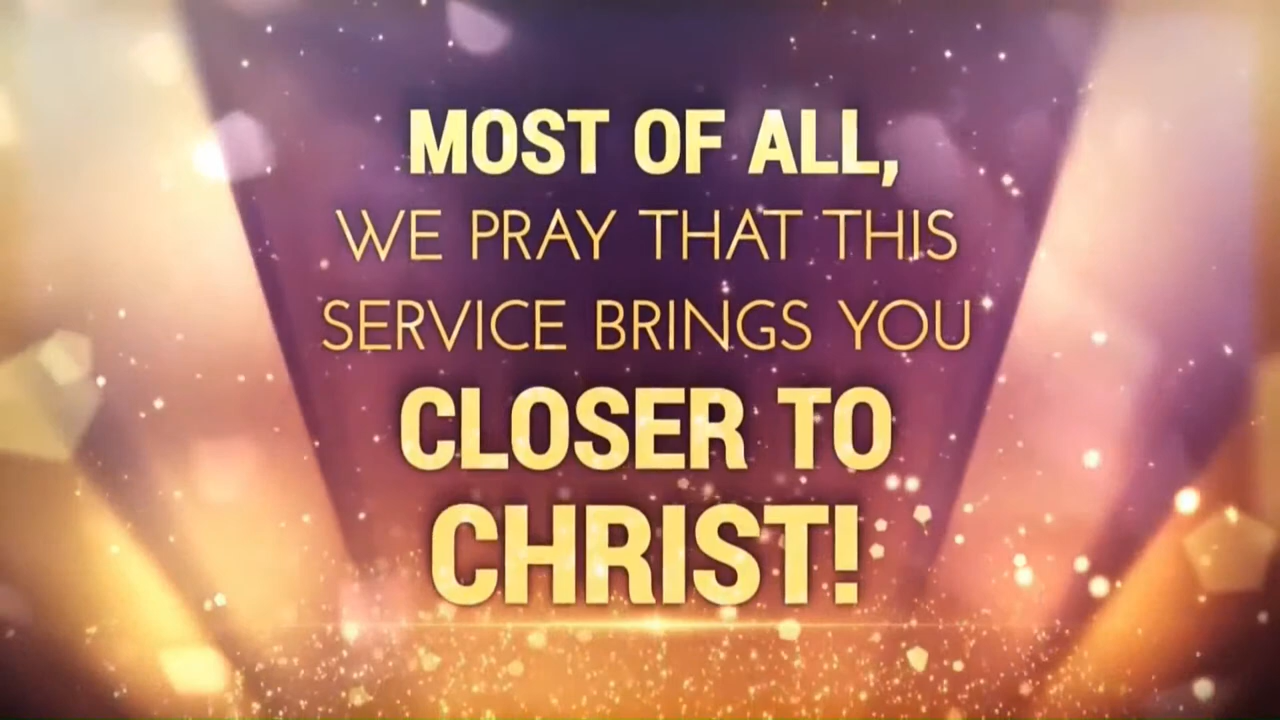 MOST OF ALL,
WE PRAY THAT THIS
SERVICE BRINGS YOU
CLOSER TO
CHRIST!